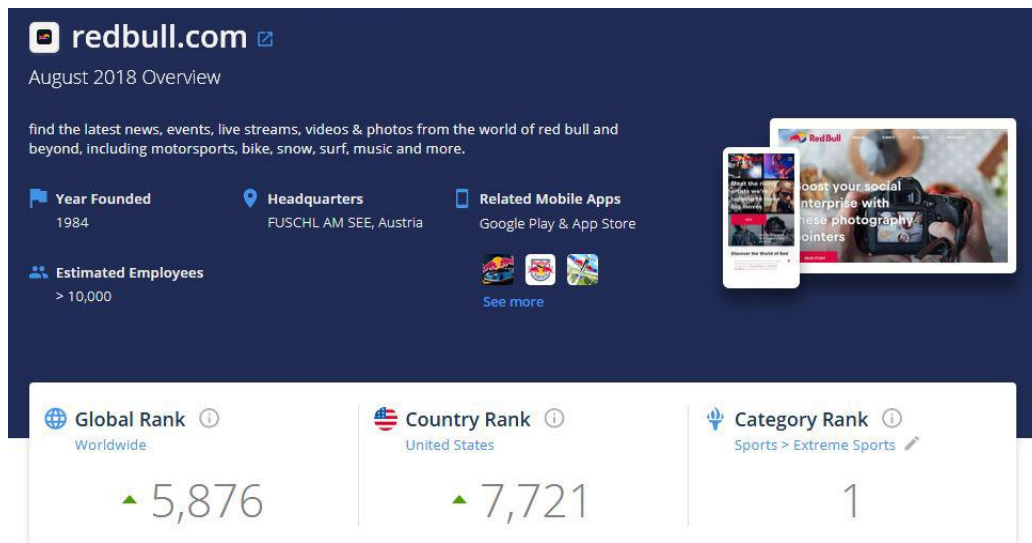 redbull.com
August 2018 Overview
find the latest news, events, live streams, videos & photos from the world of red bull and
beyond, including motorsports, bike, snow, surf, music and more.
Year Founded
1984
Headquarters
FUSCHL AM SEE, Austria
Related Mobile Apps
Google Play & App Store
Estimated Employees
> 10,000
See more
Red Bull
Boost your social
enterprise with
these photography
pointers
Discover the World of Red
Global Rank
Worldwide
5,876
Country Rank
United States
7,721
Category Rank
Sports > Extreme Sports
1